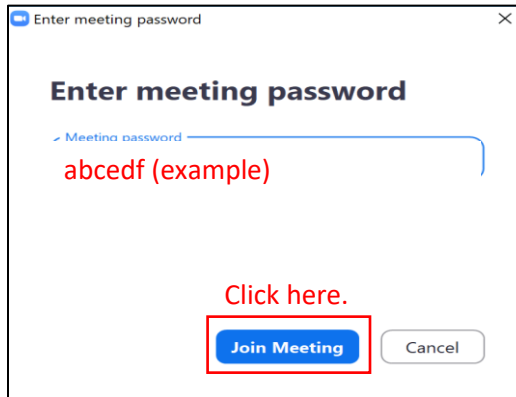 Enter meeting password
Enter meeting password
Meeting password
abcedf (example)
Click here.
Join Meeting
Cancel